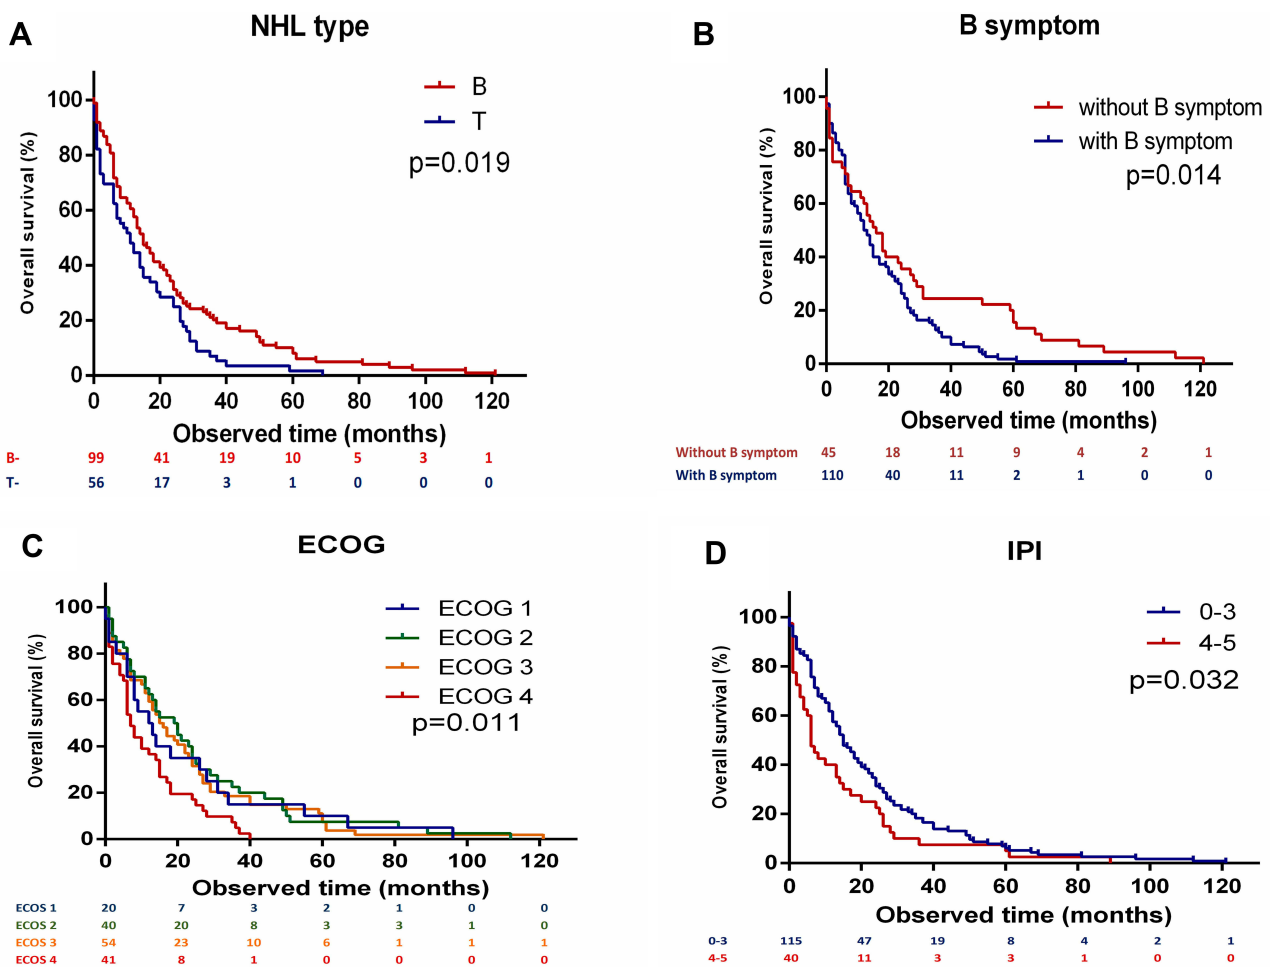 A
NHL type
B
T
p=0.019
Overall survival (%)
100
80
60
40
20
0
0 20 40 60 80 100 120
Observed time (months)
B- 99 41 19 10 5 3 1
T- 56 17 3 1 0 0 0
B
B symptom
without B symptom
with B symptom
p=0.014
Overall survival (%)
100
80
60
40
20
0
0 20 40 60 80 100 120
Observed time (months)
Without B symptom 45 18 11 9 4 2 1
With B symptom 110 40 11 2 1 0 0
C
ECOG
ECOG 1
ECOG 2
ECOG 3
ECOG 4
p=0.011
Overall survival (%)
100
80
60
40
20
0
0 20 40 60 80 100 120
Observed time (months)
ECOS 1 20 7 3 2 1 0 0
ECOS 2 40 20 8 3 3 1 0
ECOS 3 54 23 10 6 1 1 1
ECOS 4 41 8 1 0 0 0 0
D
IPI
0-3
4-5
p=0.032
Overall survival (%)
100
80
60
40
20
0
0 20 40 60 80 100 120
Observed time (months)
0-3 115 47 19 8 4 2 1
4-5 40 11 3 3 1 0 0